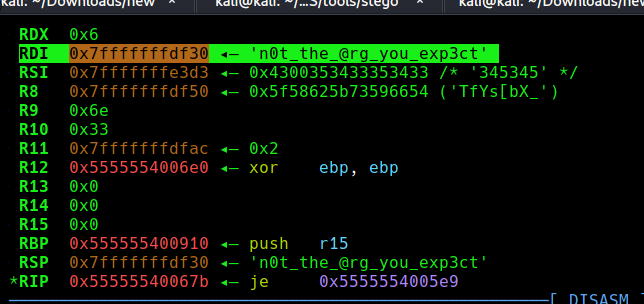 kali: ~/Downloads/new × kali@kali: ~/...S/tools/stego × kali@kali: ~/Downloads/ne
RDX 0x6
RDI 0x7fffffffdf30 ◂— 'n0t_the_@rg_you_exp3ct'
RSI 0x7fffffffe3d3 ◂— 0x4300353433353433 /* '345345' */
R8 0x7fffffffdf50 ◂— 0x5f58625b73596654 ('TfYs[bX_')
R9 0x6e
R10 0x33
R11 0x7fffffffdfac ◂— 0x2
R12 0x5555554006e0 ◂— xor ebp, ebp
R13 0x0
R14 0x0
R15 0x0
RBP 0x555555400910 ◂— push r15
RSP 0x7fffffffdf30 ◂— 'n0t_the_@rg_you_exp3ct'
*RIP 0x55555540067b ◂— je 0x5555554005e9
[ DISASM